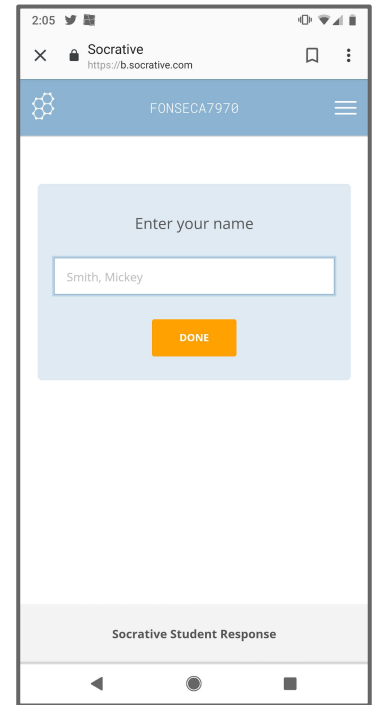 2:05
Socrative
https://b.socrative.com
FONSECA7970
Enter your name
Smith, Mickey
DONE
Socrative Student Response